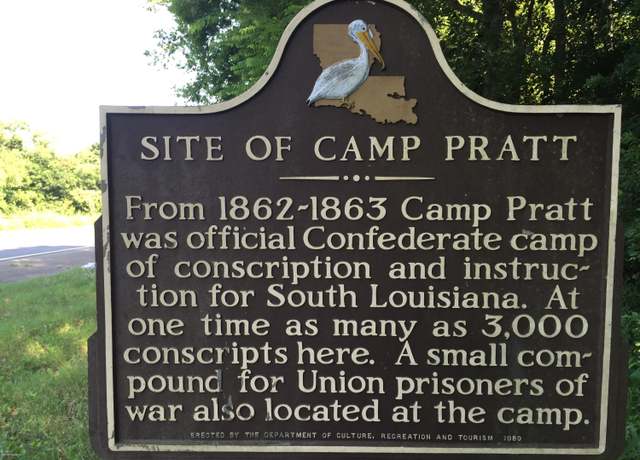 SITE OF CAMP PRATT
From 1862-1863 Camp Pratt
was official Confederate camp
of conscription and instruc-
tion for South Louisiana. At
one time as many as 3,000
conscripts here. A small com-
pound for Union prisoners of
war also located at the camp.
ERECTED BY THE DEPARTMENT OF CULTURE, RECREATION AND TOURISM 1980